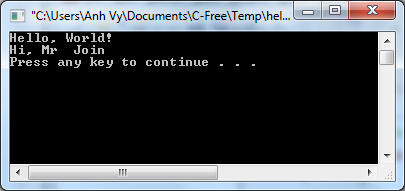 "C:\Users\Anh Vy\Documents\C-Free\Temp\hel...
Hello, World!
Hi, Mr  Join
Press any key to continue . . .